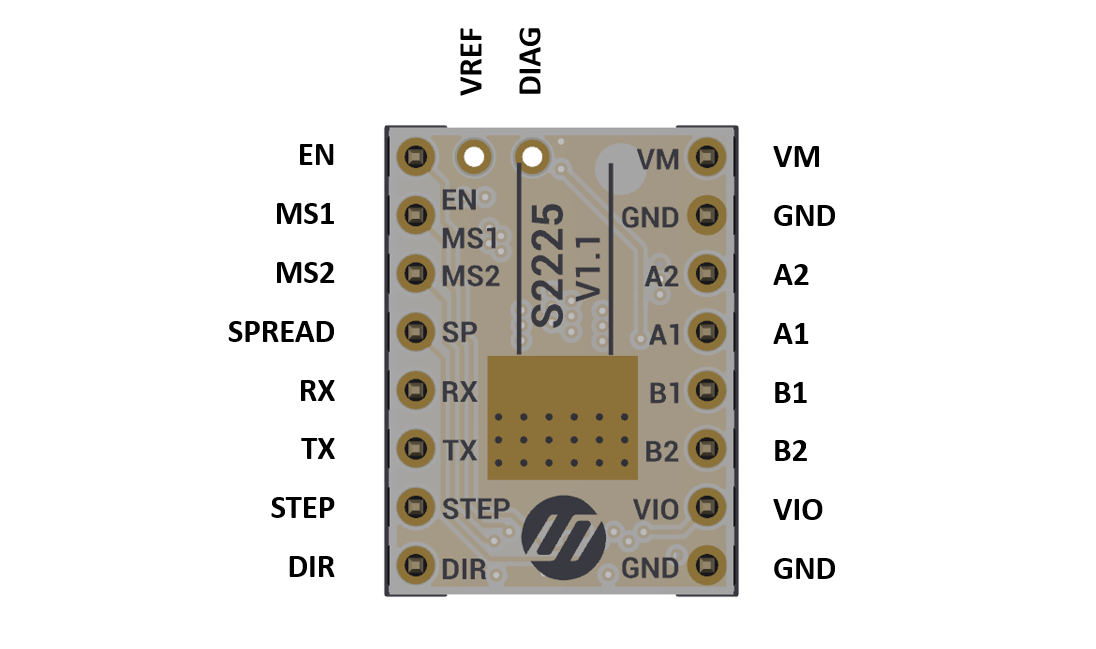 VREF
DIAG
EN
MS1
MS2
SPREAD
RX
TX
STEP
DIR
EN
MS1
MS2
SP
RX
TX
STEP
DIR
S2225
V1.1
VM
GND
A2
A1
B1
B2
VIO
GND
VM
GND
A2
A1
B1
B2
VIO
GND